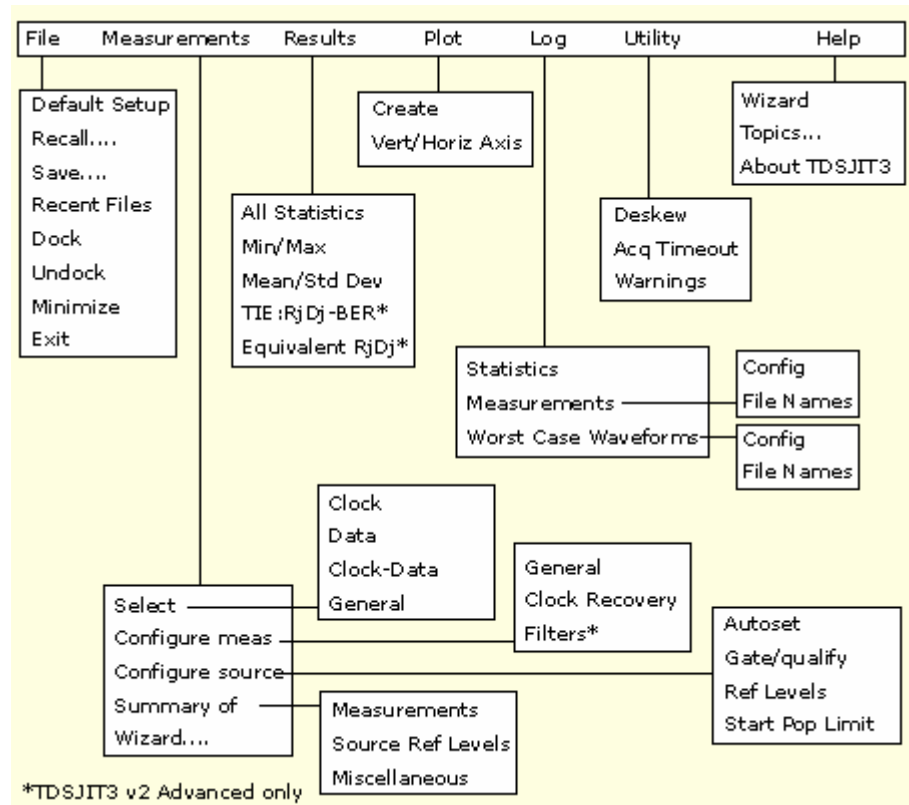 File Measurements Results Plot Log Utility Help
Default Setup
Recall....
Save....
Recent Files
Dock
Undock
Minimize
Exit
All Statistics
Min/Max
Mean/Std Dev
TIE:RjDj-BER*
Equivalent RjDj*
Create
Vert/Horiz Axis
Deskew
Acq Timeout
Warnings
Wizard
Topics...
About TDSJIT3
Statistics
Measurements
Worst Case Waveforms
Config
File Names
Config
File Names
Clock
Data
Clock-Data
General
General
Clock Recovery
Filters*
Select
Configure meas
Configure source
Summary of
Wizard....
Measurements
Source Ref Levels
Miscellaneous
Autoset
Gate/qualify
Ref Levels
Start Pop Limit
*TDSJIT3 v2 Advanced only